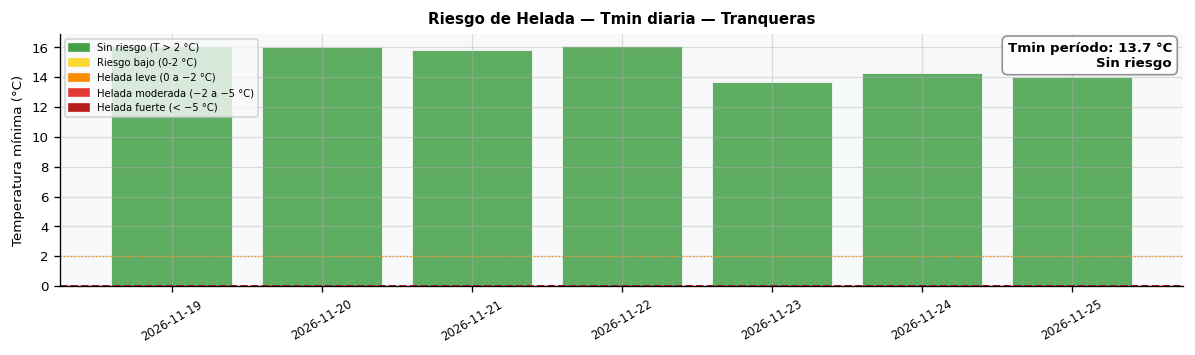 Riesgo de Helada — Tmin diaria — Tranqueras
Temperatura mínima (°C)
16
14
12
10
8
6
4
2
0
Sin riesgo (T > 2 °C)
Riesgo bajo (0-2 °C)
Helada leve (0 a −2 °C)
Helada moderada (−2 a −5 °C)
Helada fuerte (< −5 °C)
Tmin período: 13.7 °C
Sin riesgo
2026-11-19
2026-11-20
2026-11-21
2026-11-22
2026-11-23
2026-11-24
2026-11-25